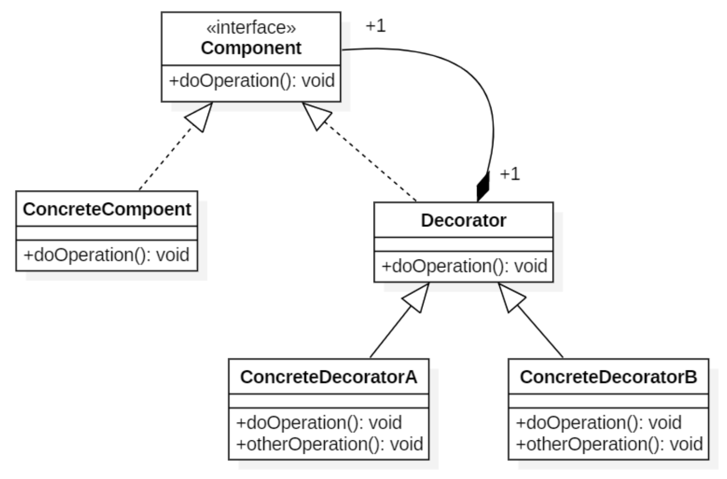 «interface»
Component
+doOperation(): void
+1
+1
ConcreteCompoent
+doOperation(): void
Decorator
+doOperation(): void
ConcreteDecoratorA
+doOperation(): void
+otherOperation(): void
ConcreteDecoratorB
+doOperation(): void
+otherOperation(): void